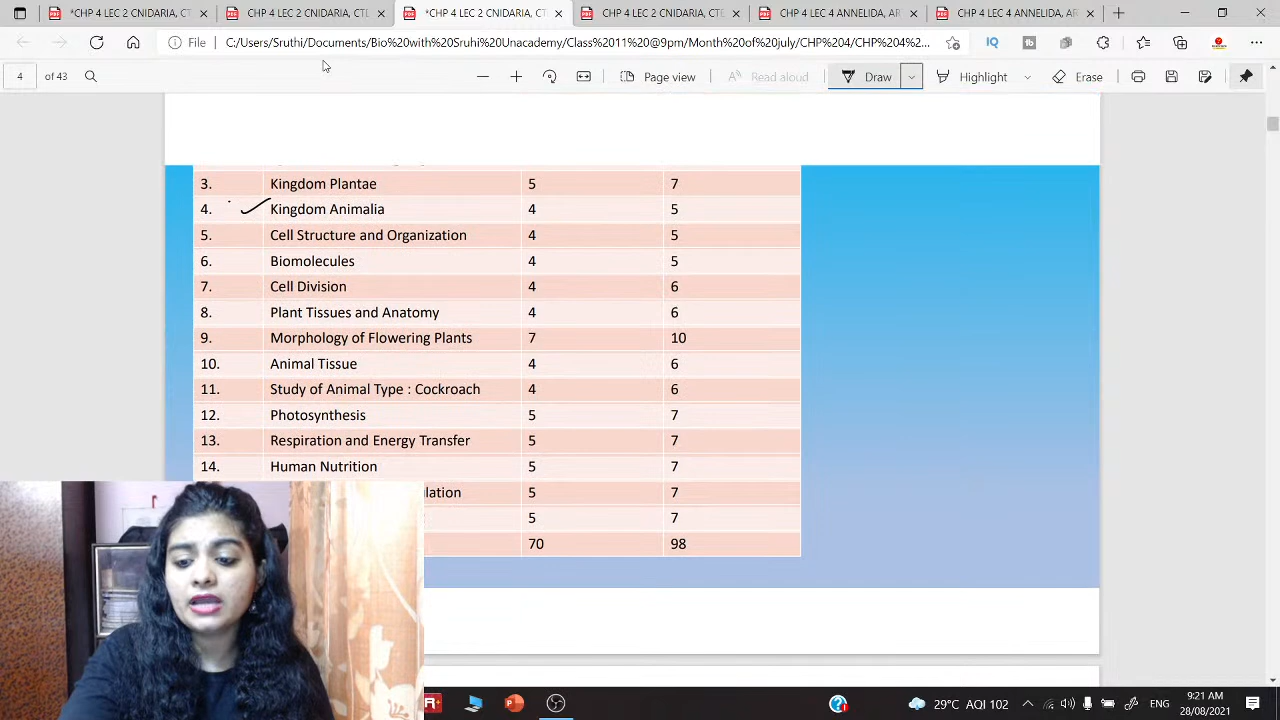 *CHP 4 LEC 2 CNIDARIA, CTE
*CHP 4 LEC 2 CNIDARIA, CTE
*CHP 4 LEC 2 CNIDARIA, CTE
CHP 4 LEC 2 CNIDARIA, CTEN
*CHP 4 LEC 4 ANNELIDA, AR
*CHP 4 LEC 4 ANNELIDA, AR
File C:/Users/Sruthi/Documents/Bio%20with%20Sruhi%20Unacademy/Class%2011%20@9pm/Month%20of%20july/CHP%204/CHP%204%...
4 of 43 Page view Read aloud Draw Highlight Erase
3. Kingdom Plantae 5 7
4. Kingdom Animalia 4 5
5. Cell Structure and Organization 4 5
6. Biomolecules 4 5
7. Cell Division 4 6
8. Plant Tissues and Anatomy 4 6
9. Morphology of Flowering Plants 7 10
10. Animal Tissue 4 6
11. Study of Animal Type : Cockroach 4 6
12. Photosynthesis 5 7
13. Respiration and Energy Transfer 5 7
14. Human Nutrition 5 7
lation 5 7
5 7
70 98
29°C AQI 102 ENG 9:21 AM
28/08/2021